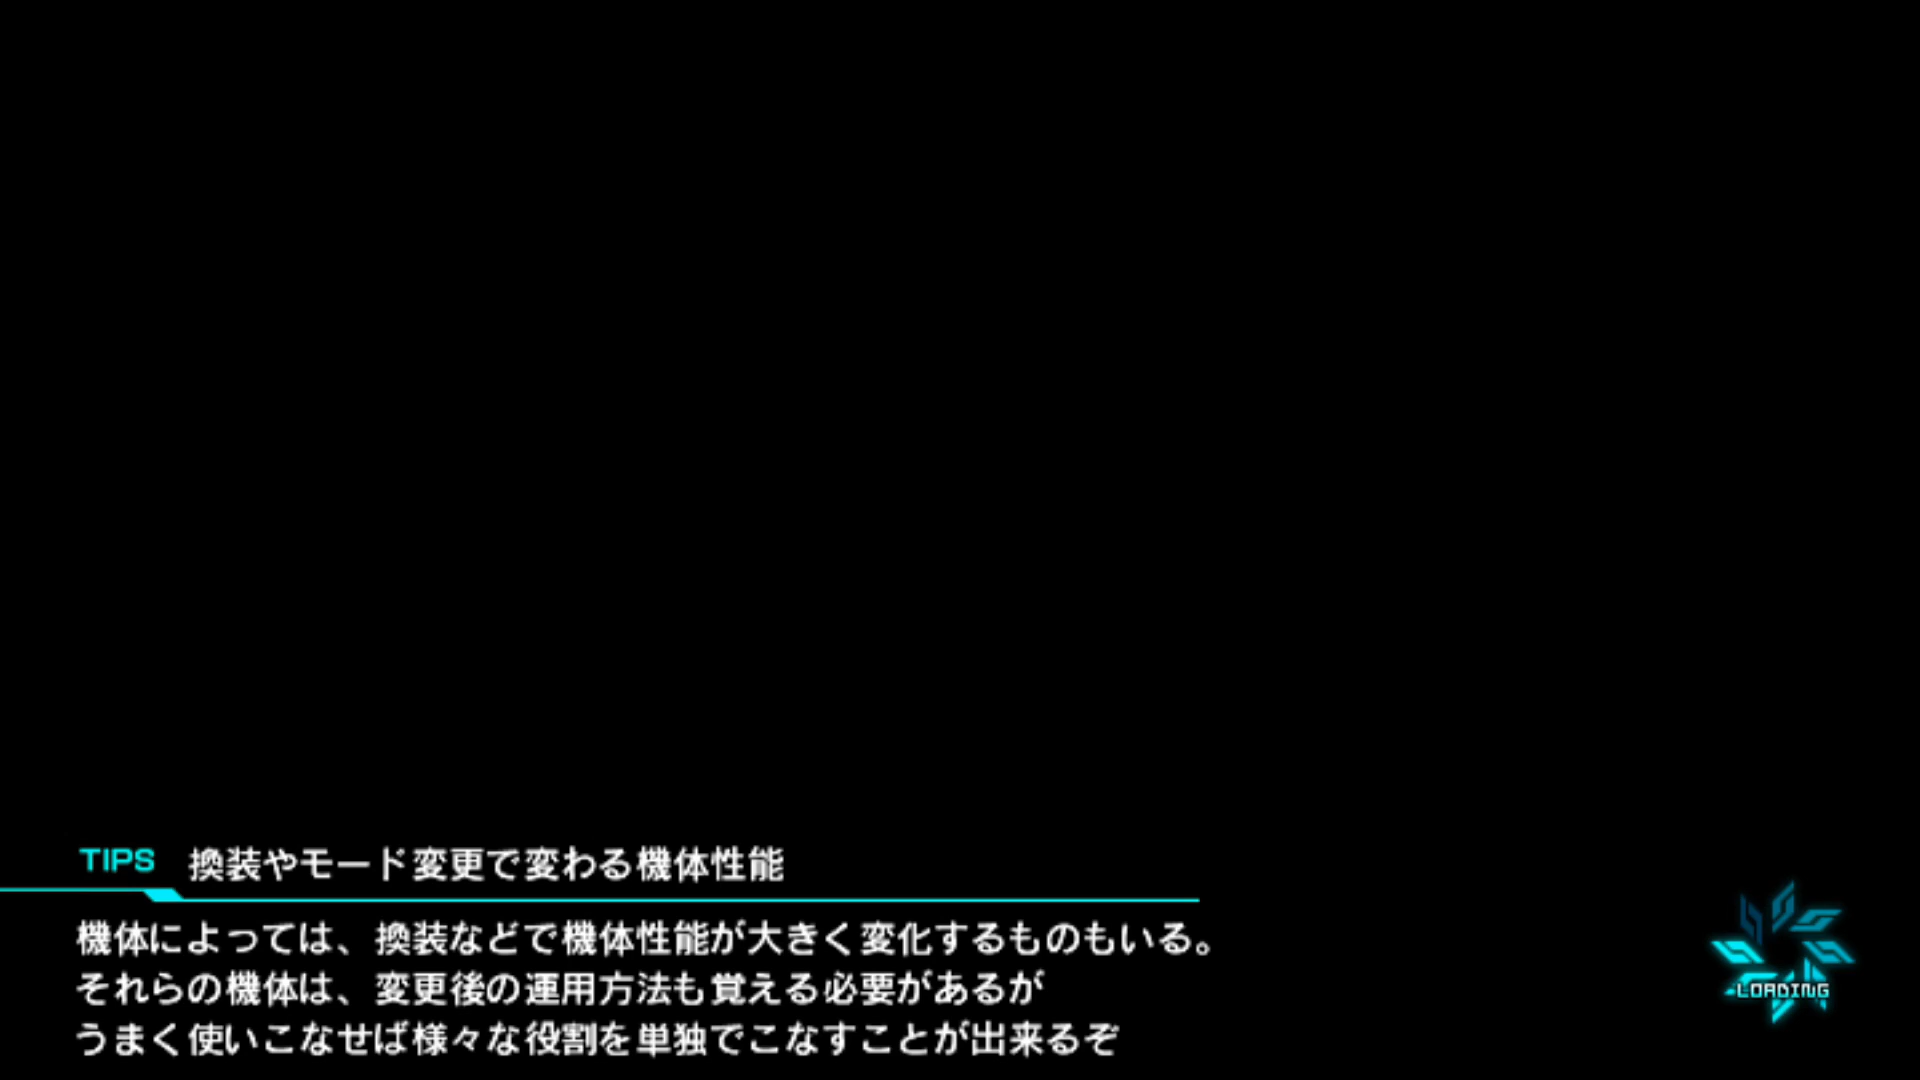 TIPS 換装やモード変更で変わる機体性能
機体によっては、換装などで機体性能が大きく変化するものもいる。
それらの機体は、変更後の運用方法も覚える必要があるが
うまく使いこなせば様々な役割を単独でこなすことが出来るぞ
LOADING